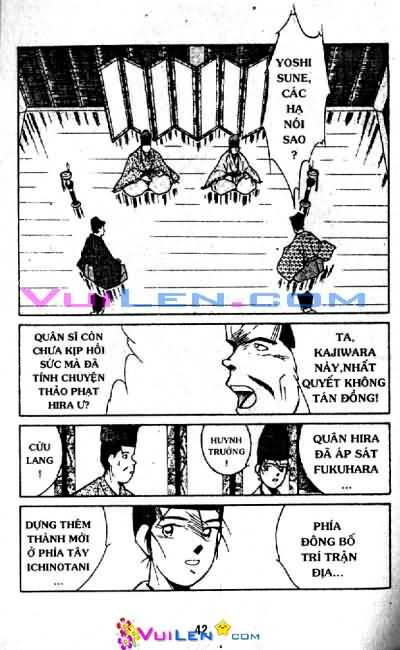 YOSHI
SUNE,
CÁC
HẠ
NÓI
SAO
?
VUILEN.COM
TA,
KAJIWARA
NÀY,NHẤT
QUYẾT KHÔNG
TÁN ĐỒNG!
QUÂN SĨ CÒN
CHƯA KỊP HỒI
SỨC MÀ ĐÃ
TÍNH CHUYỆN
THẢO PHẠT
HIRA Ư?
QUÂN HIRA
ĐÃ ÁP SÁT
FUKUHARA
...
HUYNH
TRƯỞNG
!
CỬU
LANG
!
PHÍA
ĐÔNG BỐ
TRÍ TRẬN
ĐỊA...
DỰNG THÊM
THÀNH MỚI
Ở PHÍA TÂY
ICHINOTANI
...
42
VUILEN.COM